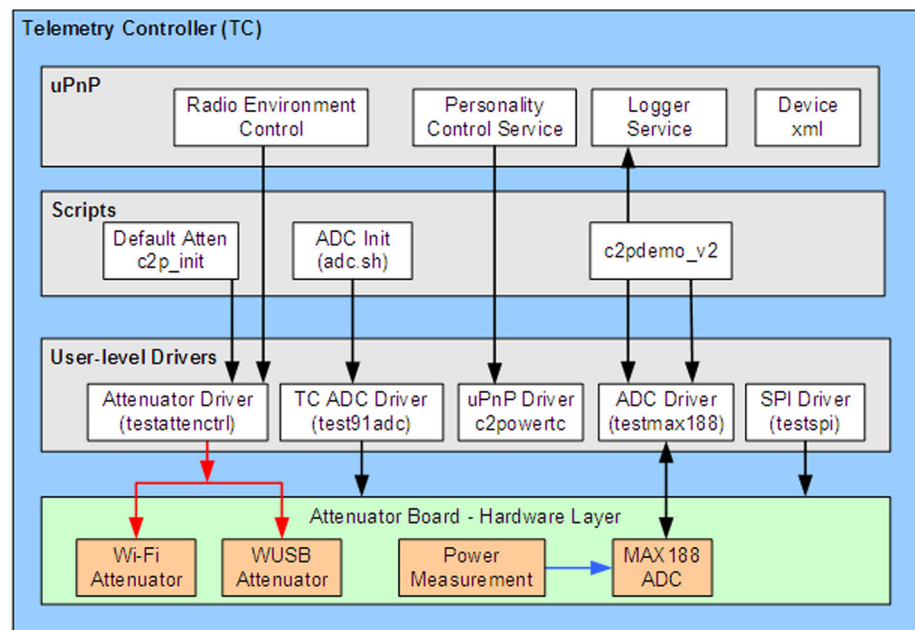 Telemetry Controller (TC)
uPnP
Radio Environment
Control
Personality
Control Service
Logger
Service
Device
xml
Scripts
Default Atten
c2p_init
ADC Init
(adc.sh)
c2pdemo_v2
User-level Drivers
Attenuator Driver
(testattenctrl)
TC ADC Driver
(test91adc)
uPnP Driver
c2powertc
ADC Driver
(testmax188)
SPI Driver
(testspi)
Attenuator Board - Hardware Layer
Wi-Fi
Attenuator
WUSB
Attenuator
Power
Measurement
MAX188
ADC